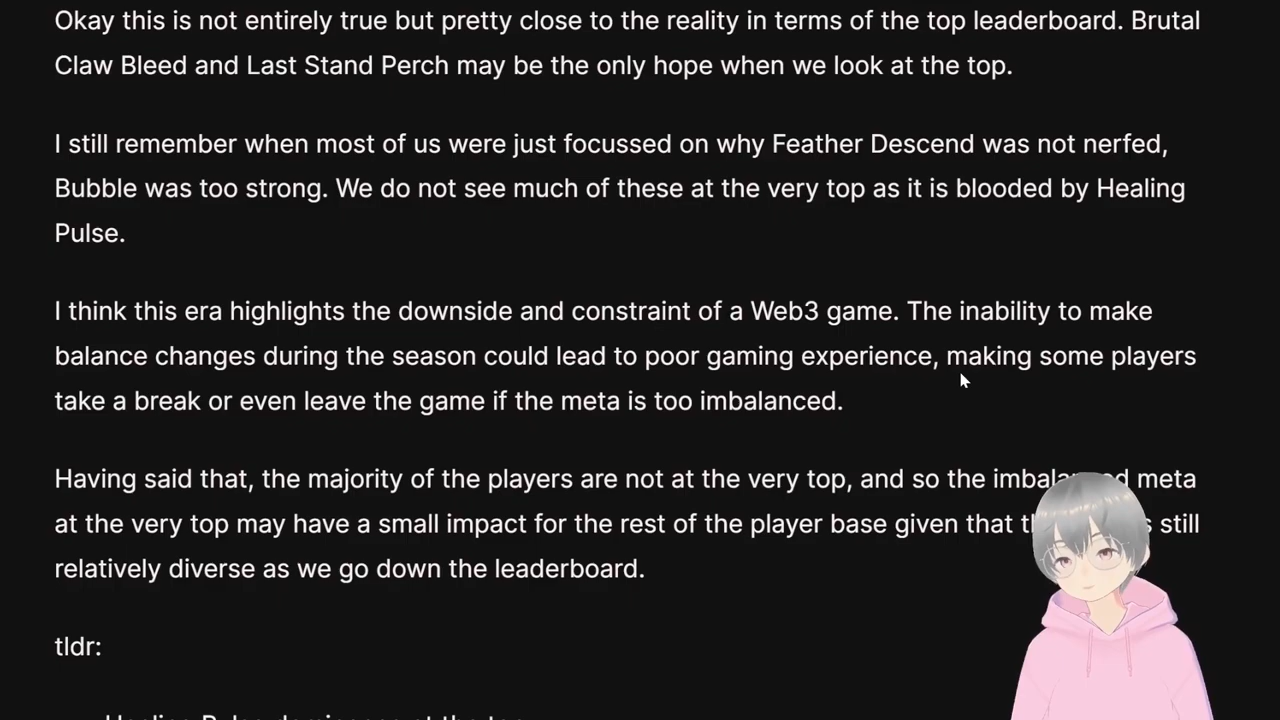 Okay this is not entirely true but pretty close to the reality in terms of the top leaderboard. Brutal
Claw Bleed and Last Stand Perch may be the only hope when we look at the top.
I still remember when most of us were just focussed on why Feather Descend was not nerfed,
Bubble was too strong. We do not see much of these at the very top as it is blooded by Healing
Pulse.
I think this era highlights the downside and constraint of a Web3 game. The inability to make
balance changes during the season could lead to poor gaming experience, making some players
take a break or even leave the game if the meta is too imbalanced.
Having said that, the majority of the players are not at the very top, and so the meta
at the very top may have a small impact for the rest of the player base given that still
relatively diverse as we go down the leaderboard.
tldr:
Healing Pulse dominance at the top